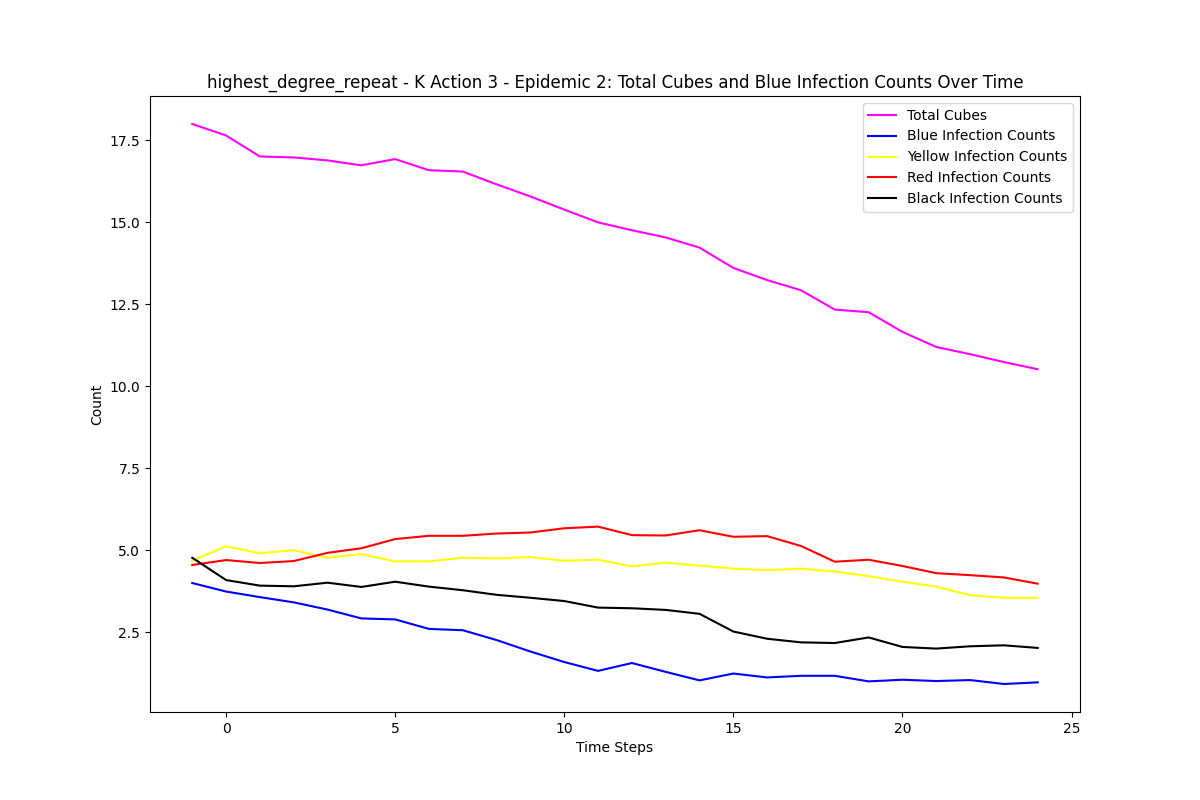 highest_degree_repeat - K Action 3 - Epidemic 2: Total Cubes and Blue Infection Counts Over Time
Total Cubes
Blue Infection Counts
Yellow Infection Counts
Red Infection Counts
Black Infection Counts
17.5
15.0
12.5
10.0
7.5
5.0
2.5
Count
0
5
10
15
20
25
Time Steps